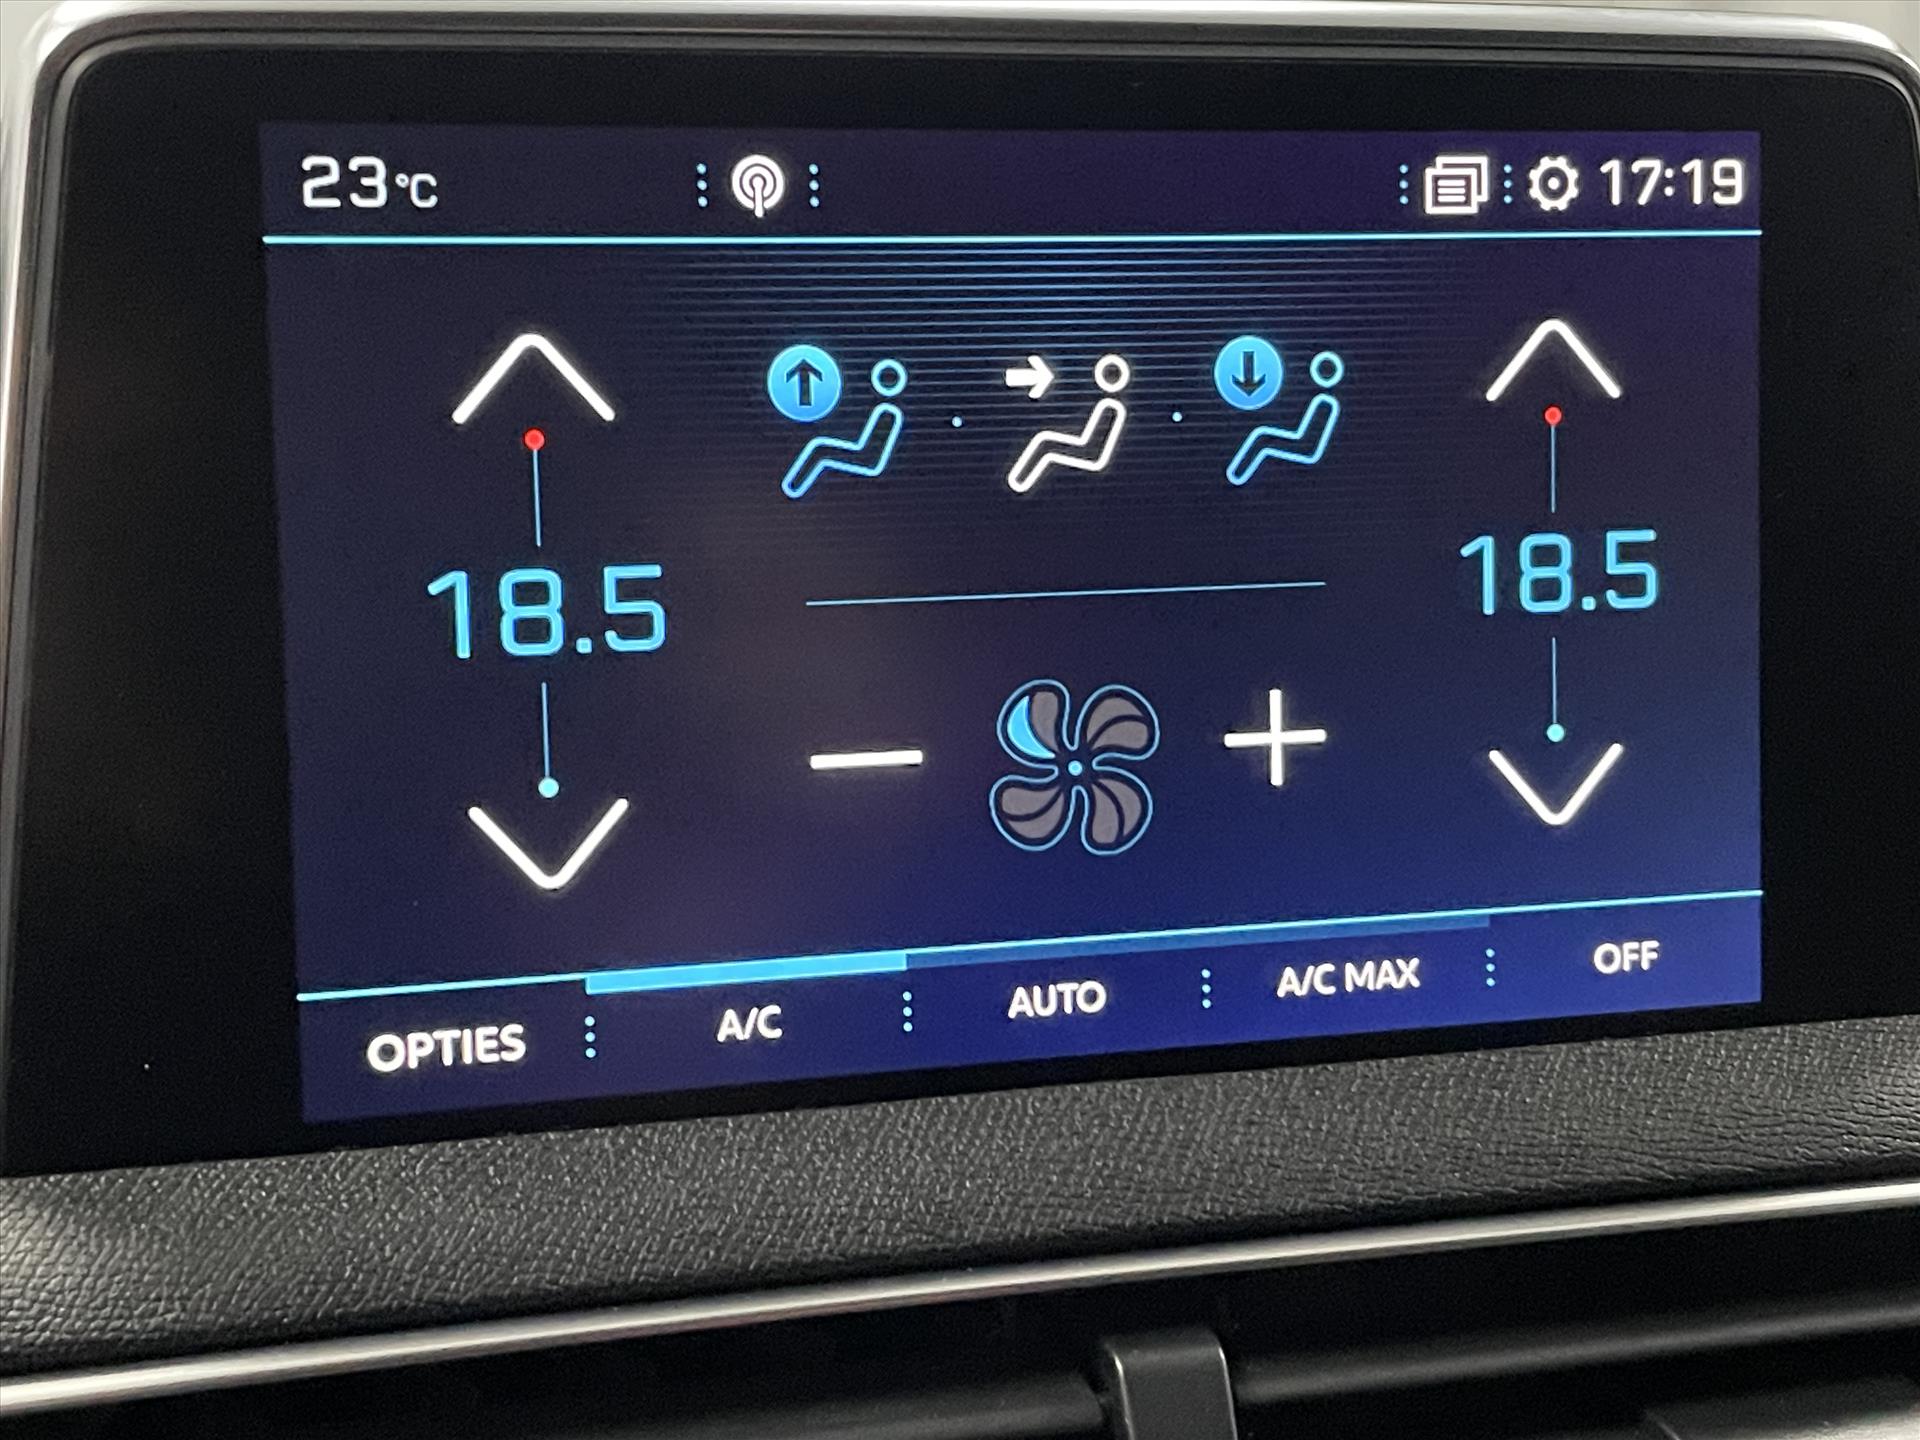 23°C 17:19
18.5 18.5
OPTIES A/C AUTO A/C MAX OFF